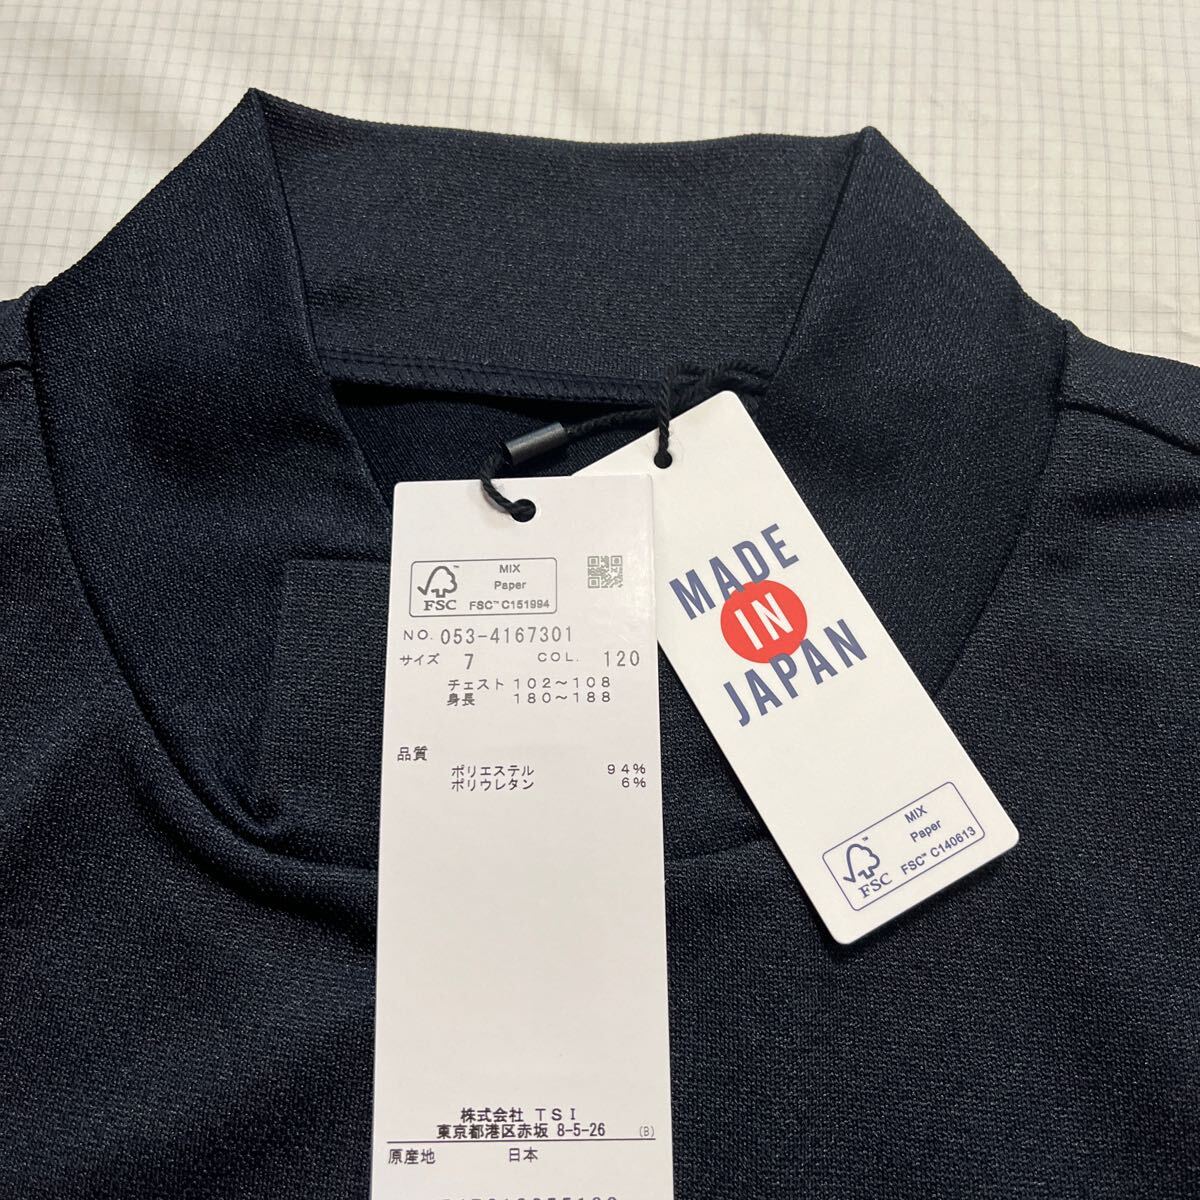 MIX
Paper
FSC™ C151994
FSC
NO. 053-4167301
サイズ 7 COL. 120
チェスト 102～108
身長 180～188
品質
ポリエステル 94%
ポリウレタン 6%
株式会社 TSI
東京都港区赤坂 8-5-26 (B)
原産地 日本
MADE
IN
JAPAN
MIX
Paper
FSC™ C140613
FSC